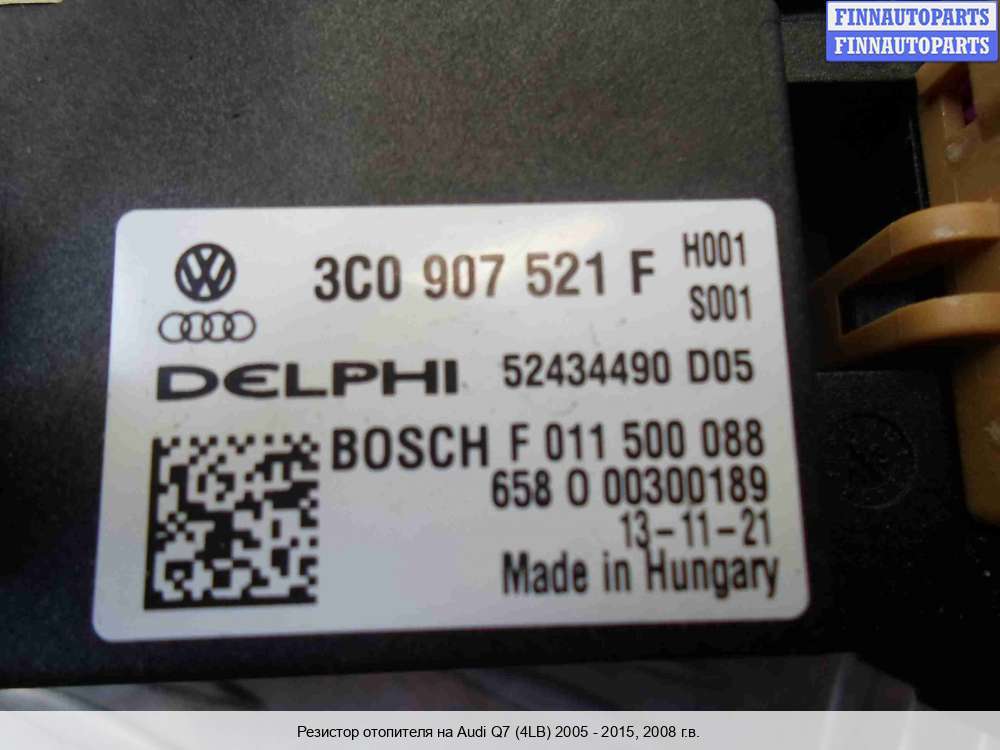 FINNAUTOPARTS
FINNAUTOPARTS
3C0 907 521 F H001
S001
DELPHI 52434490 D05
BOSCH F 011 500 088
658 0 00300189
13-11-21
Made in Hungary
Резистор отопителя на Audi Q7 (4LB) 2005 - 2015, 2008 г.в.